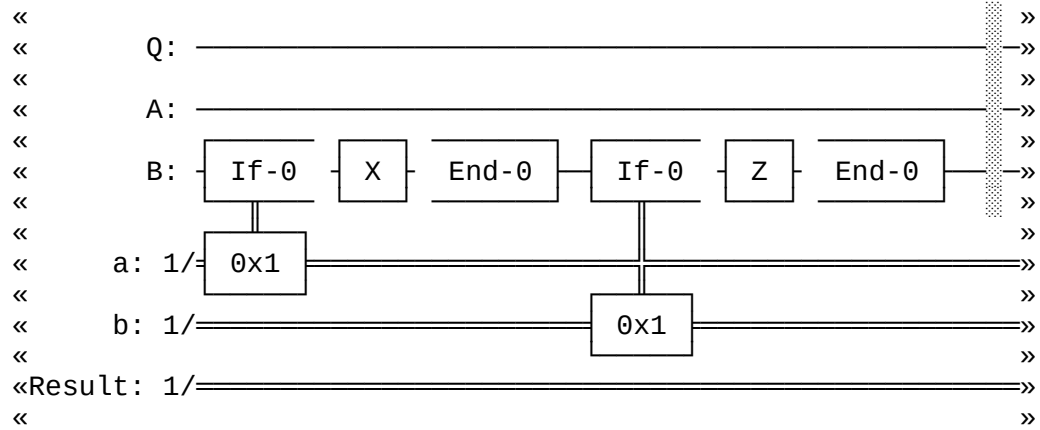 « ░ »
« Q: ───────────────────────────────────────────────░─»
« ░ »
« A: ───────────────────────────────────────────────░─»
« ┌────── ┌───┐ ─────── ┐ ┌────── ┌───┐ ─────── ┐ ░ »
« B: ┤ If-0 ┤ X ├ End-0 ├─┤ If-0 ┤ Z ├ End-0 ├──░─»
« └──╥─── └───┘ ─────── ┘ └──╥─── └───┘ ─────── ┘ ░ »
« ┌──╨──┐ ║ »
« a: 1/╡ 0x1 ╞═══════════════════╬══════════════════════»
« └─────┘ ┌──╨──┐ »
« b: 1/═══════════════════════╡ 0x1 ╞═══════════════════»
« └─────┘ »
«Result: 1/════════════════════════════════════════════════»
« »